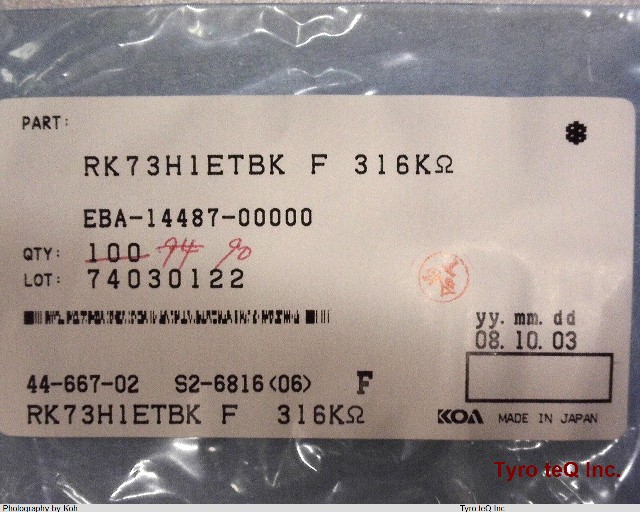 PART:
RK73H1ETBK F 316KΩ
EBA-14487-00000
QTY: 100 94 90
LOT: 74030122
yy. mm. dd
08. 10. 03
44-667-02 S2-6816(06) F
RK73H1ETBK F 316KΩ
KOA MADE IN JAPAN
Tyro teQ Inc.
Photography by Koh Tyro teQ Inc